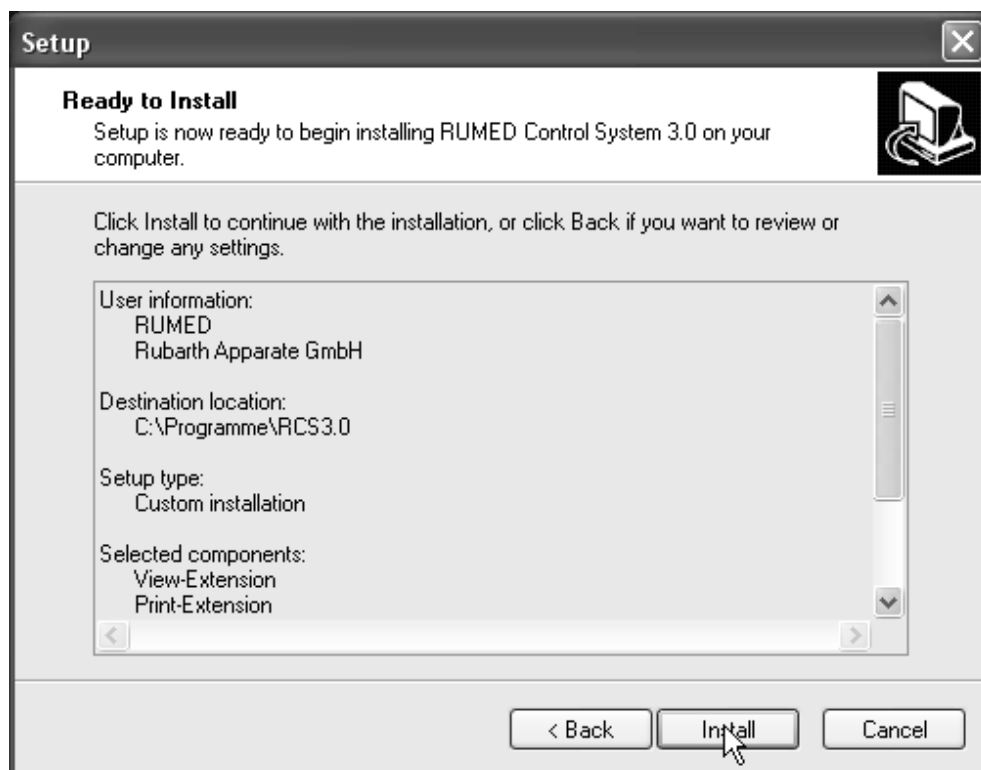 Setup
Ready to Install
Setup is now ready to begin installing RUMED Control System 3.0 on your
computer.
Click Install to continue with the installation, or click Back if you want to review or
change any settings.
User information:
RUMED
Rubarth Apparate GmbH
Destination location:
C:\Programme\RCS3.0
Setup type:
Custom installation
Selected components:
View-Extension
Print-Extension
< Back
Install
Cancel